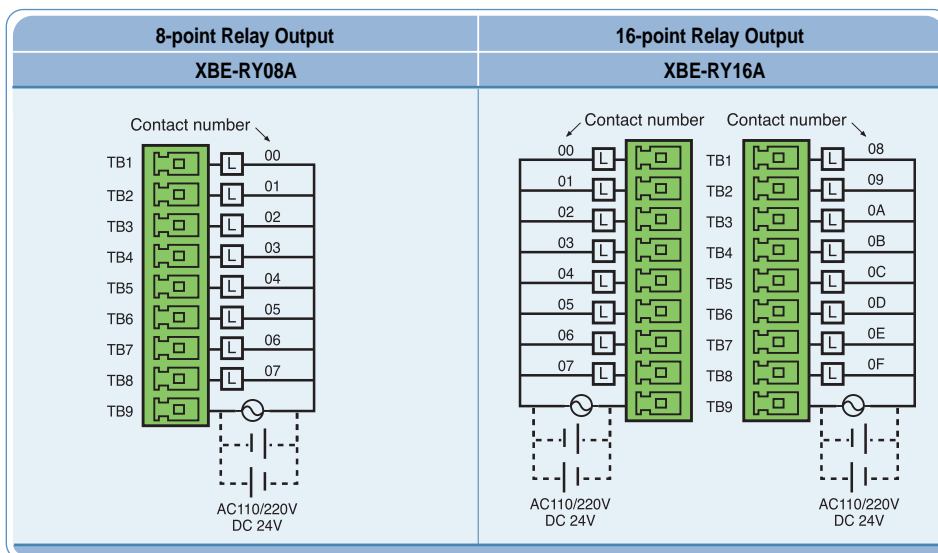 8-point Relay Output
XBE-RY08A
Contact number
TB1 L 00
TB2 L 01
TB3 L 02
TB4 L 03
TB5 L 04
TB6 L 05
TB7 L 06
TB8 L 07
TB9
AC110/220V
DC 24V
16-point Relay Output
XBE-RY16A
Contact number Contact number
00 L TB1 L 08
01 L TB2 L 09
02 L TB3 L 0A
03 L TB4 L 0B
04 L TB5 L 0C
05 L TB6 L 0D
06 L TB7 L 0E
07 L TB8 L 0F
TB9
AC110/220V AC110/220V
DC 24V DC 24V